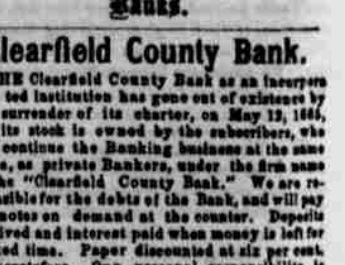 Banks.
learfield County Bank.
HE Clearfield County Bank as an incorpora
ted institution has gone out of existence by
surrender of its charter, on May 13, 1865,
its stock is owned by the subscribers, who
continue the Banking business at the same
e, as private Bankers, under the firm name
he "Clearfield County Bank." We are re-
sible for the debts of the Bank, and will pay
notes on demand at the counter. Deposits
ived and interest paid when money is left for
ed time. Paper discounted at six per cent.